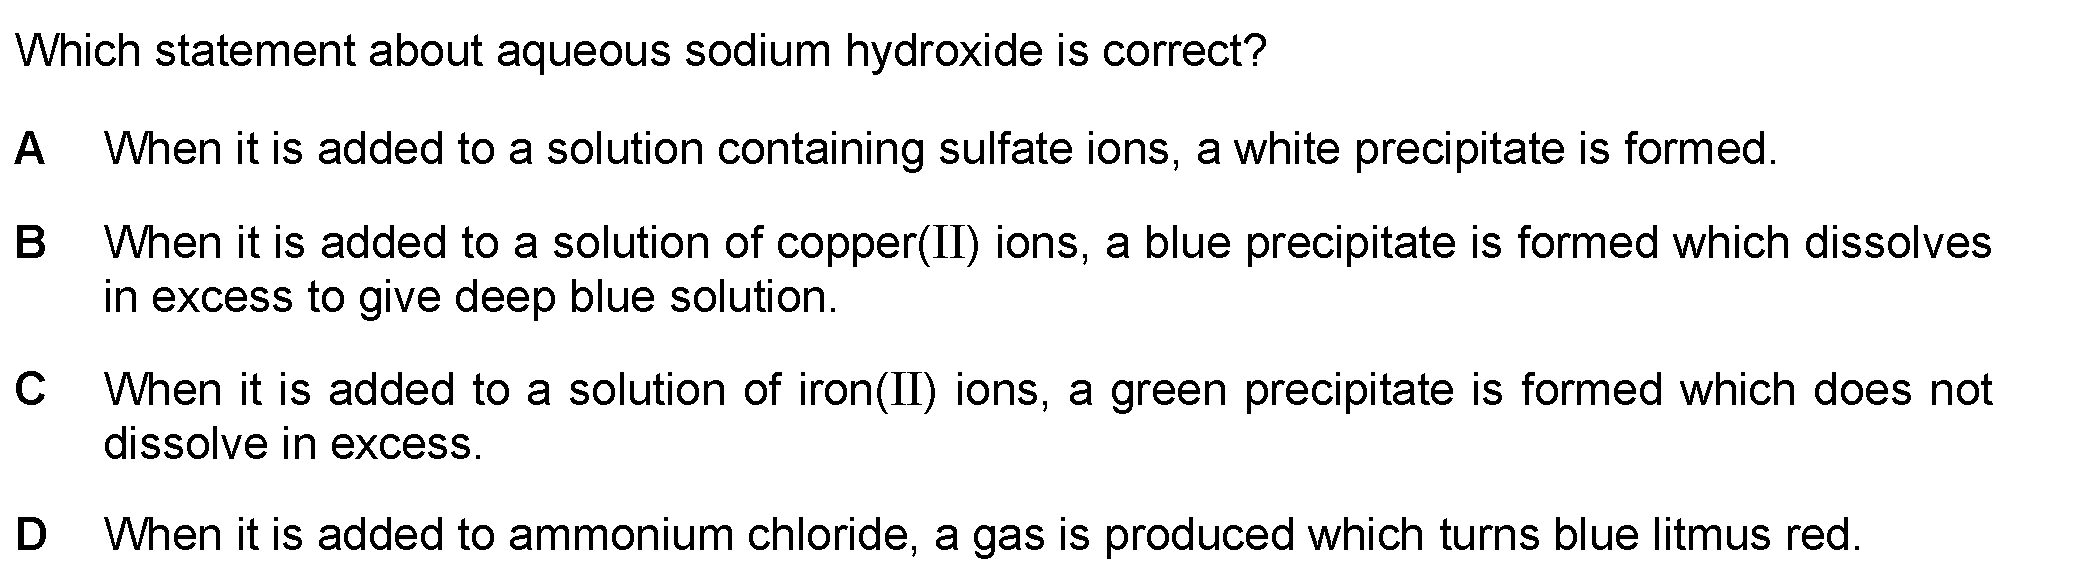 Which statement about aqueous sodium hydroxide is correct?
A When it is added to a solution containing sulfate ions, a white precipitate is formed.
B When it is added to a solution of copper(II) ions, a blue precipitate is formed which dissolves
in excess to give deep blue solution.
C When it is added to a solution of iron(II) ions, a green precipitate is formed which does not
dissolve in excess.
D When it is added to ammonium chloride, a gas is produced which turns blue litmus red.